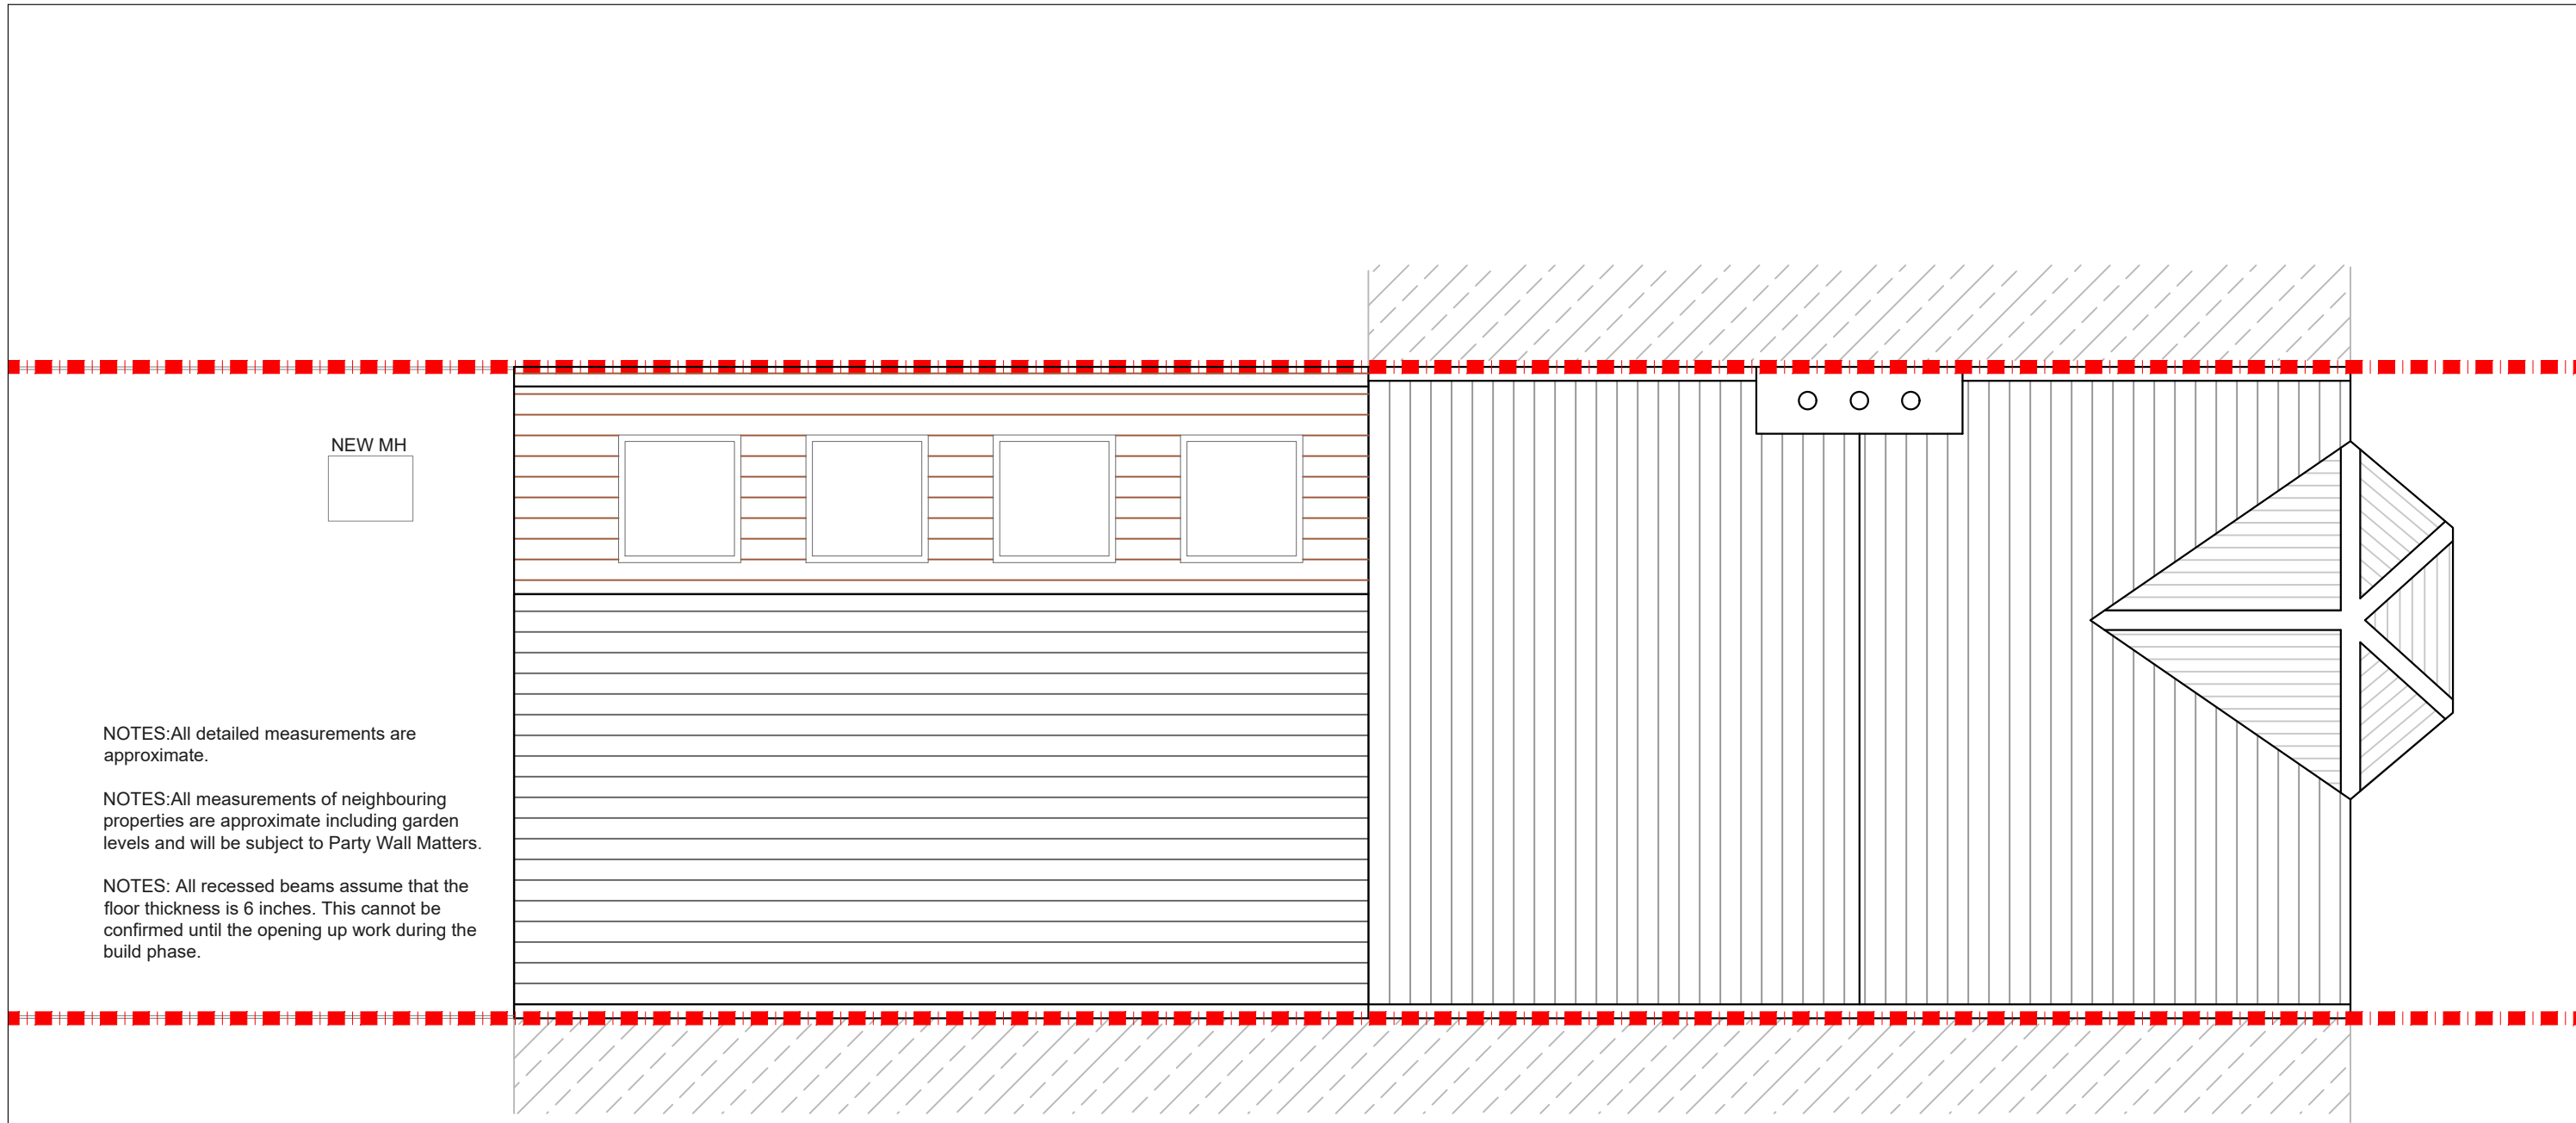 NEW MH
NOTES:All detailed measurements are
approximate.
NOTES:All measurements of neighbouring
properties are approximate including garden
levels and will be subject to Party Wall Matters.
NOTES: All recessed beams assume that the
floor thickness is 6 inches. This cannot be
confirmed until the opening up work during the
build phase.